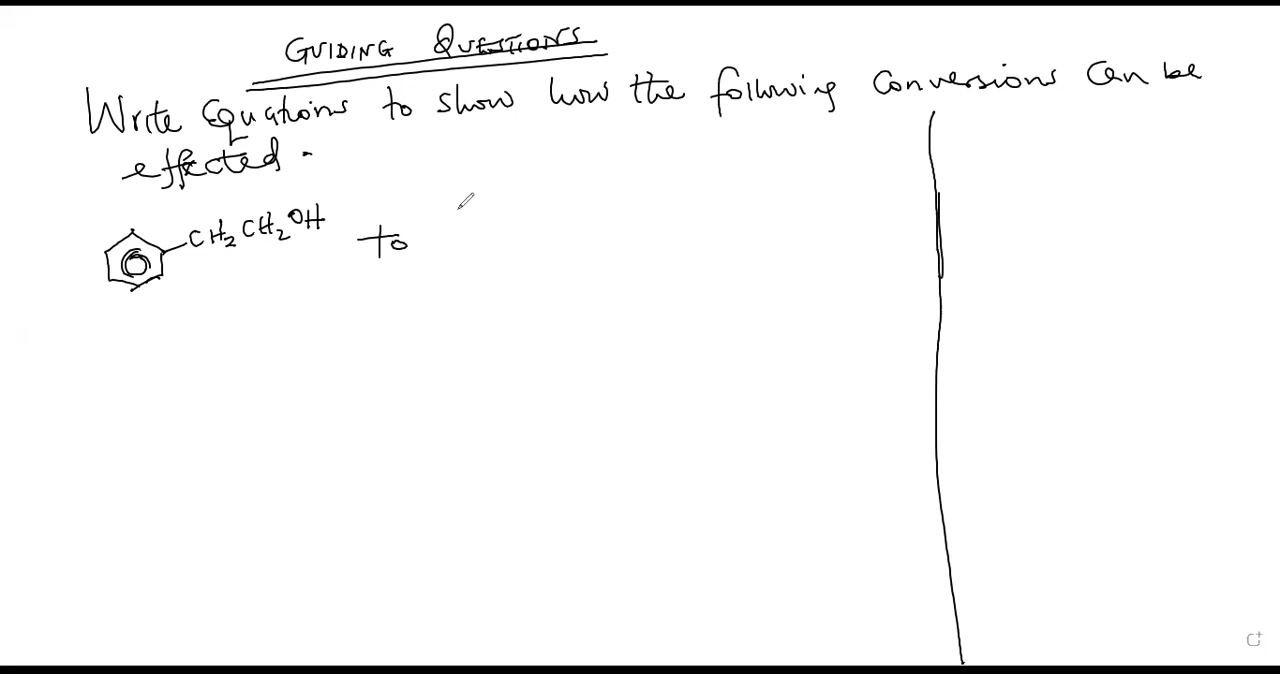 GUIDING QUESTIONS
Write Equations to show how the following conversions can be
effected.
CH₂CH₂OH to